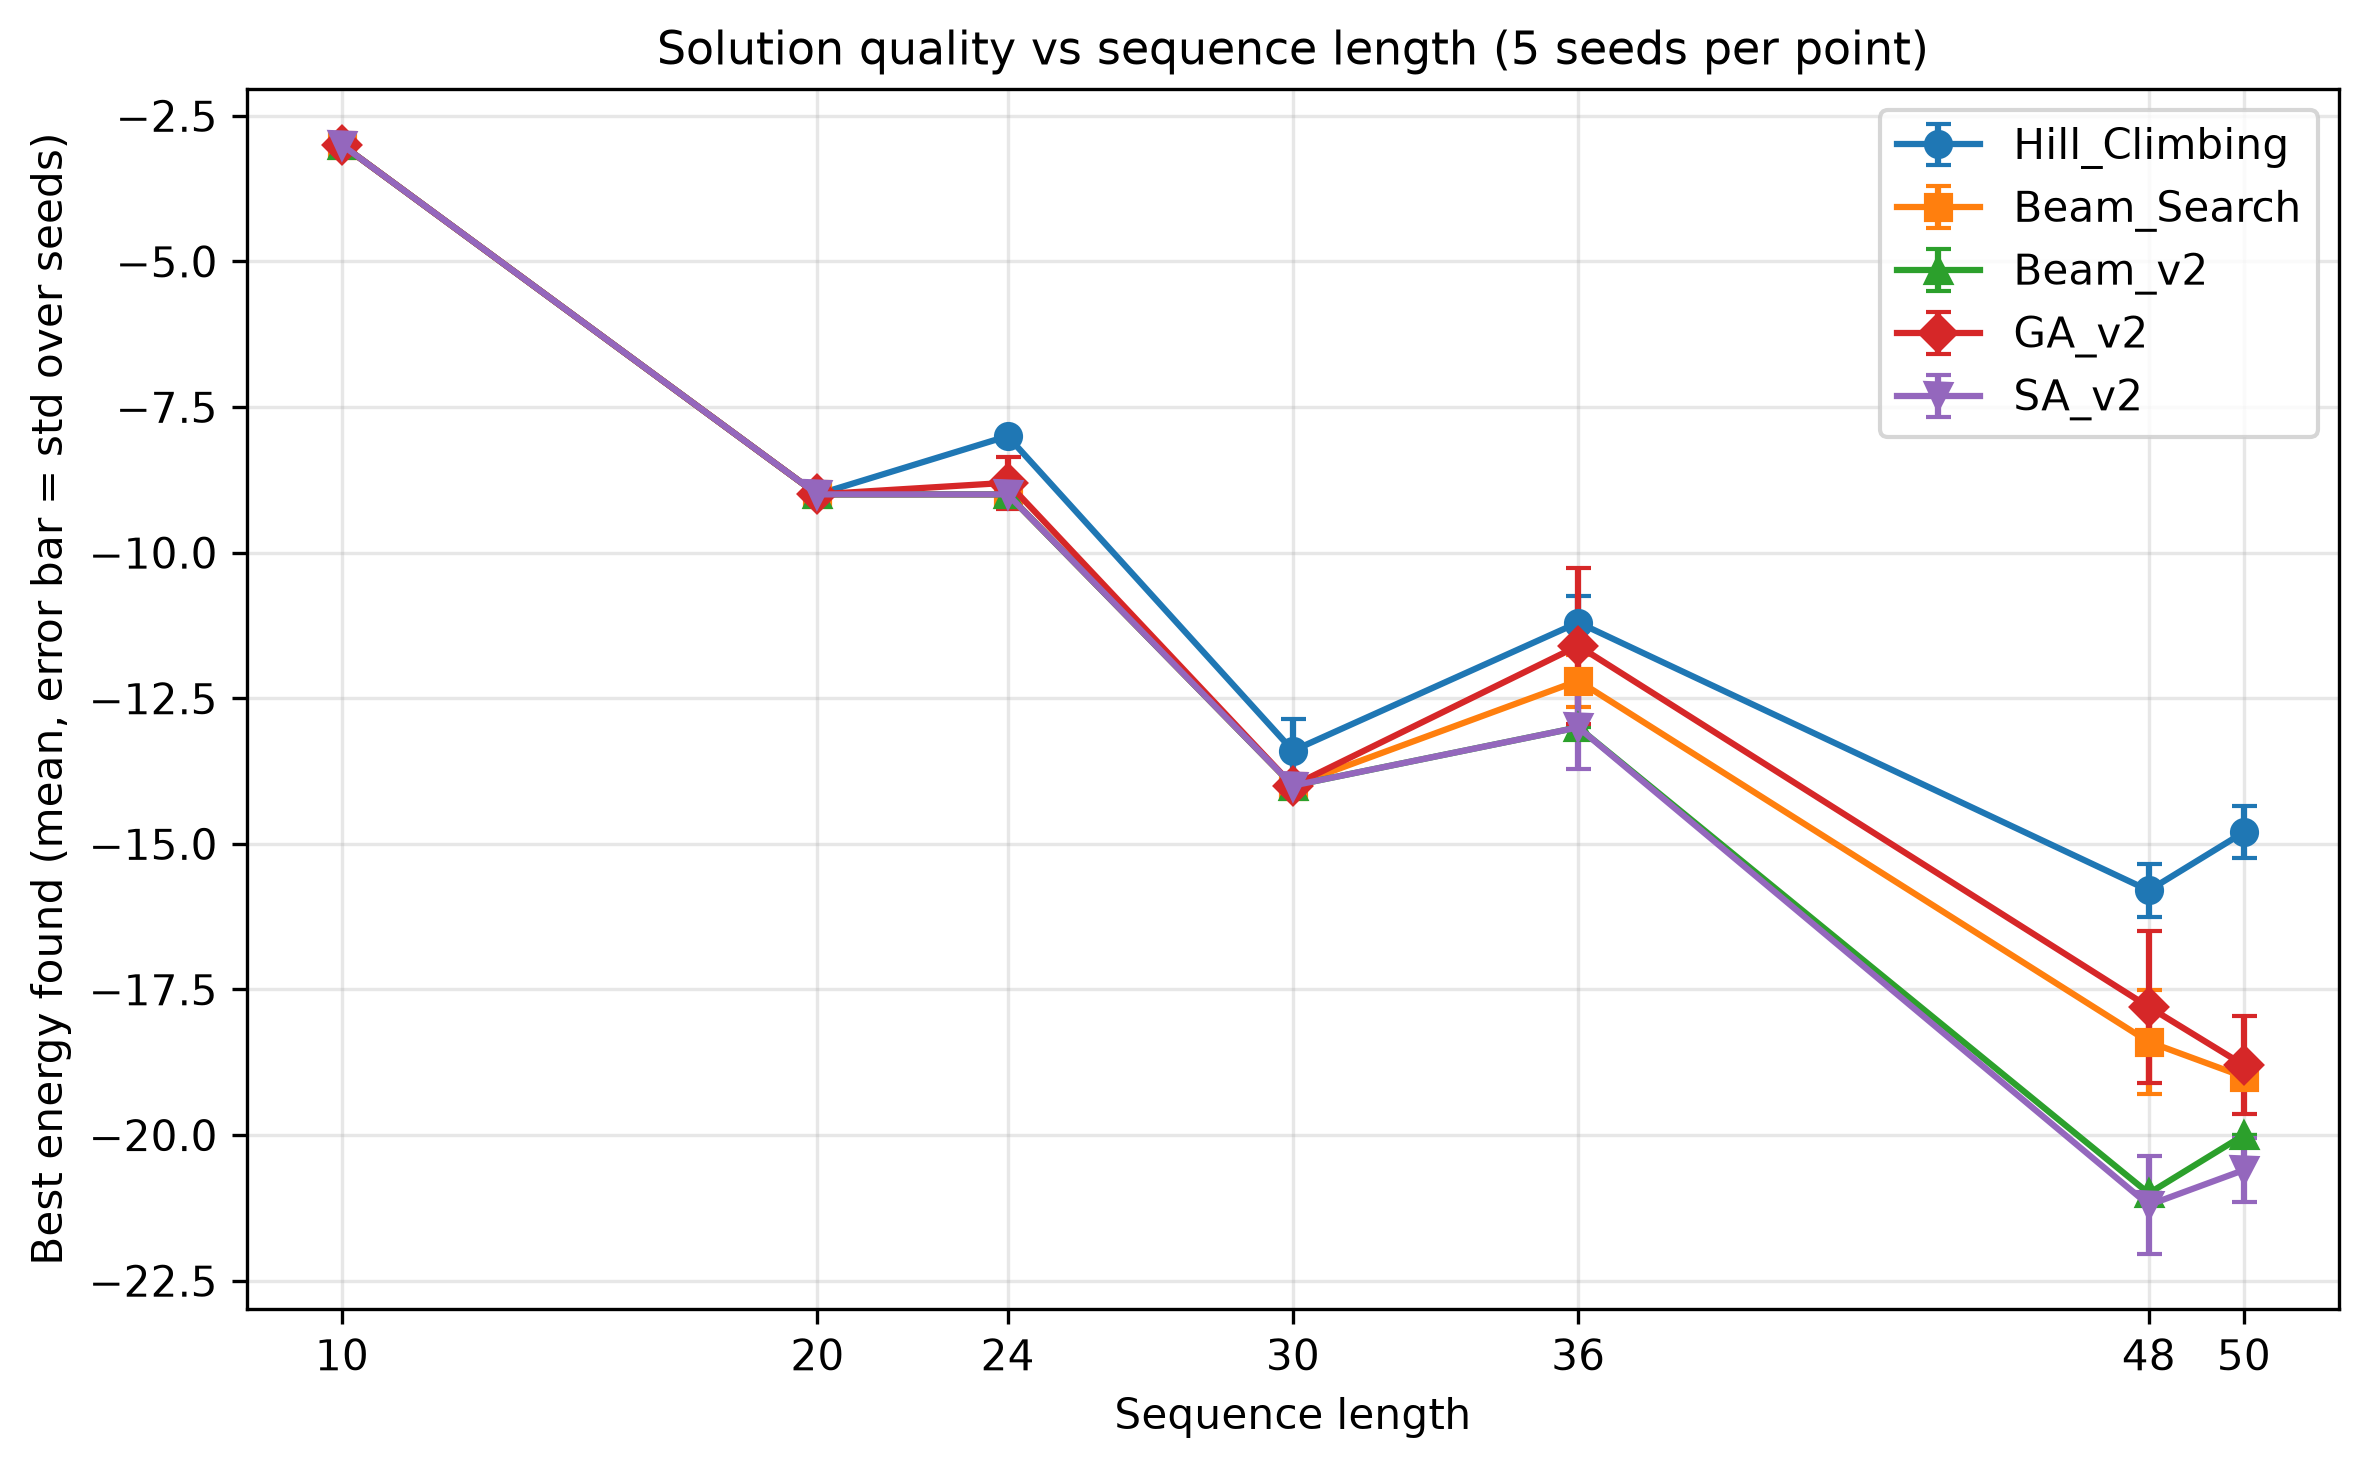 Solution quality vs sequence length (5 seeds per point)
Best energy found (mean, error bar = std over seeds)
−2.5
−5.0
−7.5
−10.0
−12.5
−15.0
−17.5
−20.0
−22.5
Hill_Climbing
Beam_Search
Beam_v2
GA_v2
SA_v2
10 20 24 30 36 48 50
Sequence length